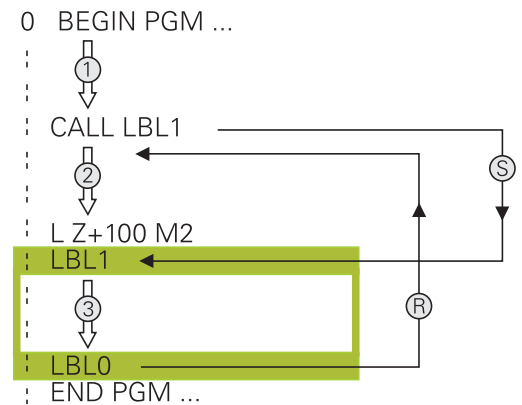 0 BEGIN PGM ...
1
CALL LBL1
S
2
L Z+100 M2
LBL1
3
R
LBL0
END PGM ...